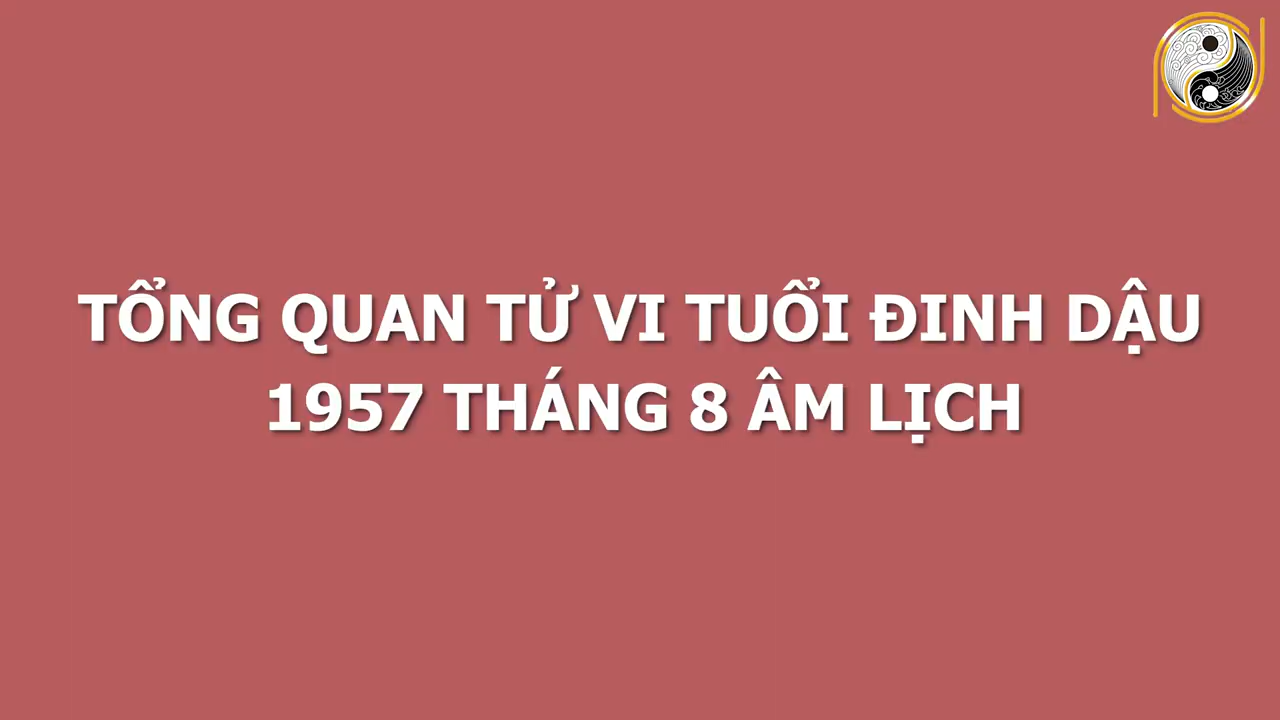 TỔNG QUAN TỬ VI TUỔI ĐINH DẬU
1957 THÁNG 8 ÂM LỊCH